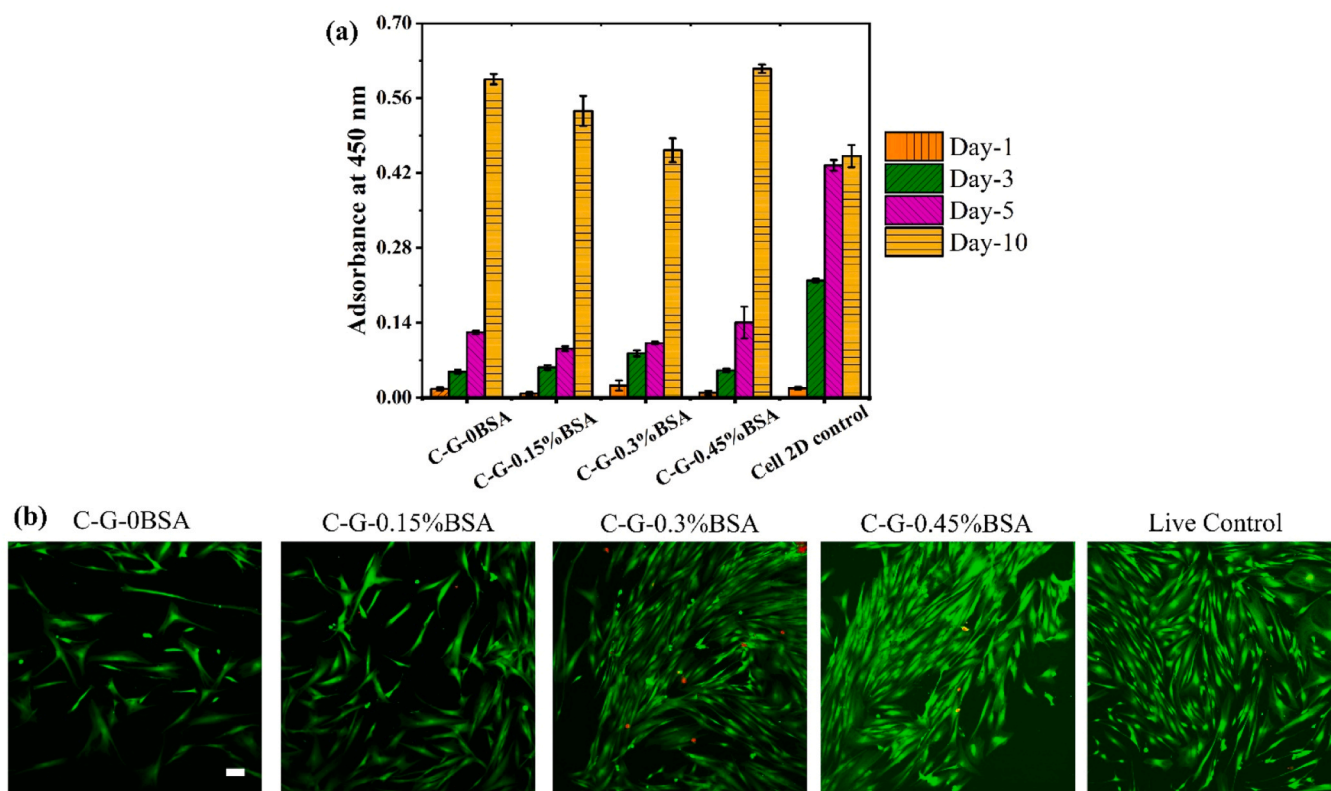 (a)
0.70
0.56
0.42
0.28
0.14
0.00
Adsorbance at 450 nm
C-G-0BSA
C-G-0.15%BSA
C-G-0.3%BSA
C-G-0.45%BSA
Cell 2D control
Day-1
Day-3
Day-5
Day-10
(b)
C-G-0BSA
C-G-0.15%BSA
C-G-0.3%BSA
C-G-0.45%BSA
Live Control